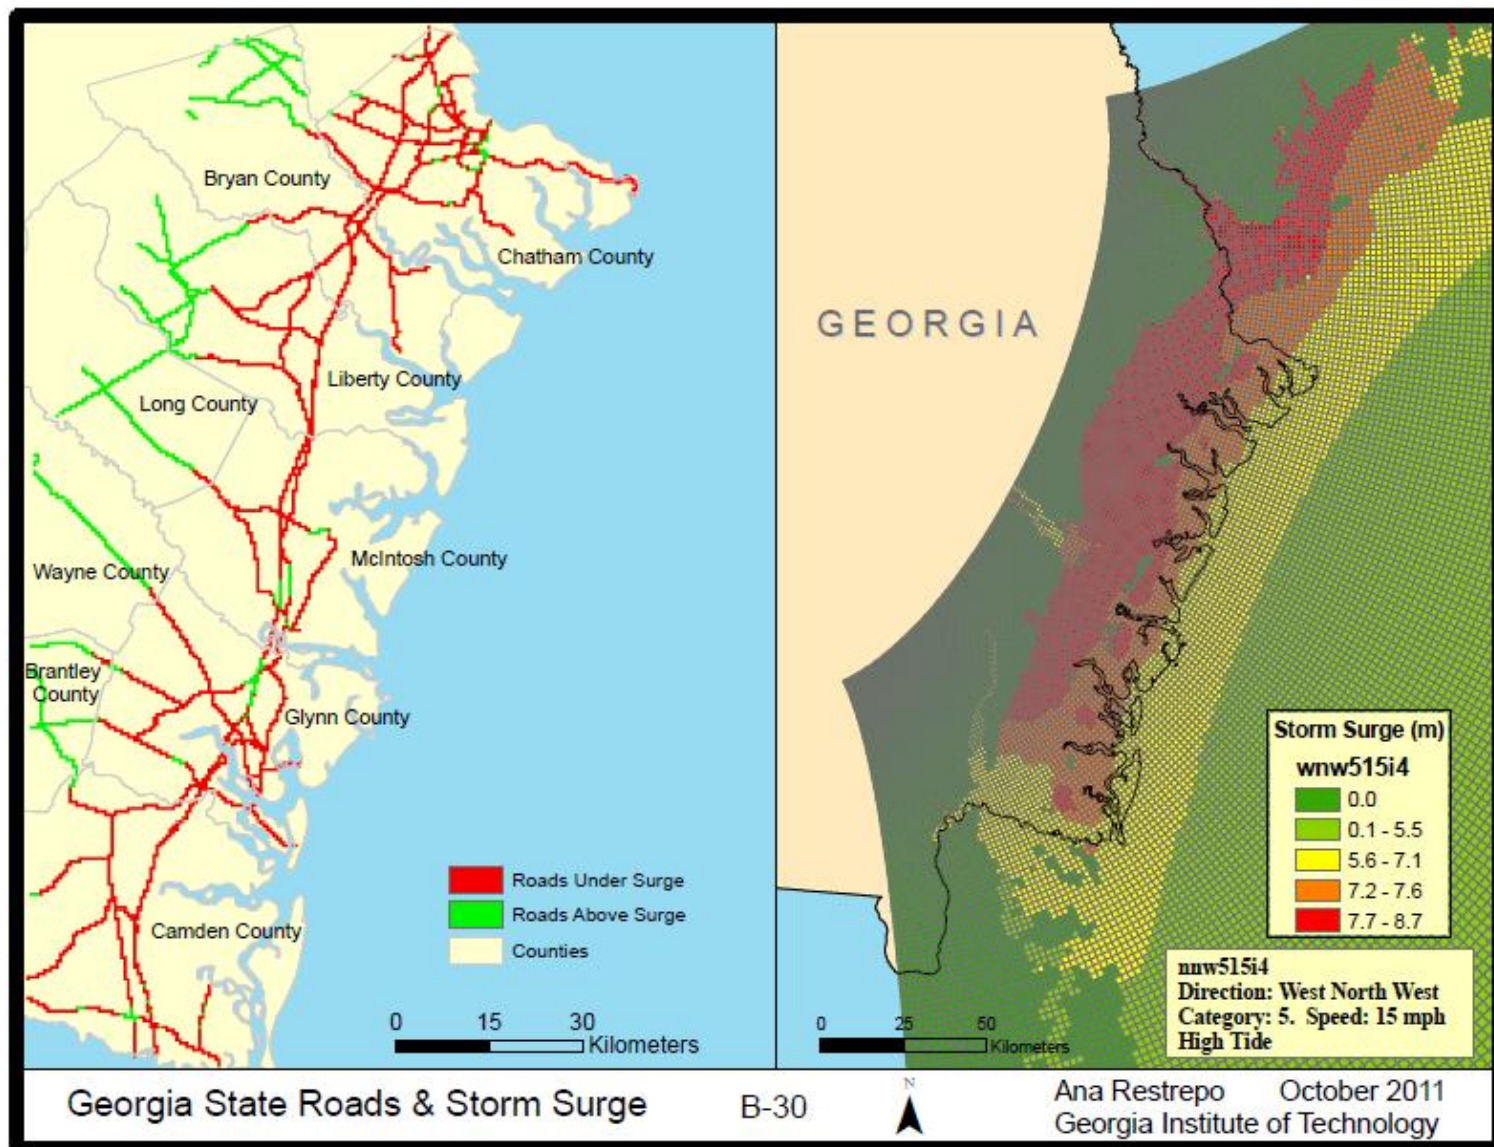 Bryan County
Chatham County
Liberty County
Long County
McIntosh County
Wayne County
Brantley
County
Glynn County
Camden County
Roads Under Surge
Roads Above Surge
Counties
0 15 30
Kilometers
GEORGIA
Storm Surge (m)
wnw515i4
0.0
0.1 - 5.5
5.6 - 7.1
7.2 - 7.6
7.7 - 8.7
nnw515i4
Direction: West North West
Category: 5. Speed: 15 mph
High Tide
0 25 50
Kilometers
Georgia State Roads & Storm Surge
B-30
N
Ana Restrepo October 2011
Georgia Institute of Technology